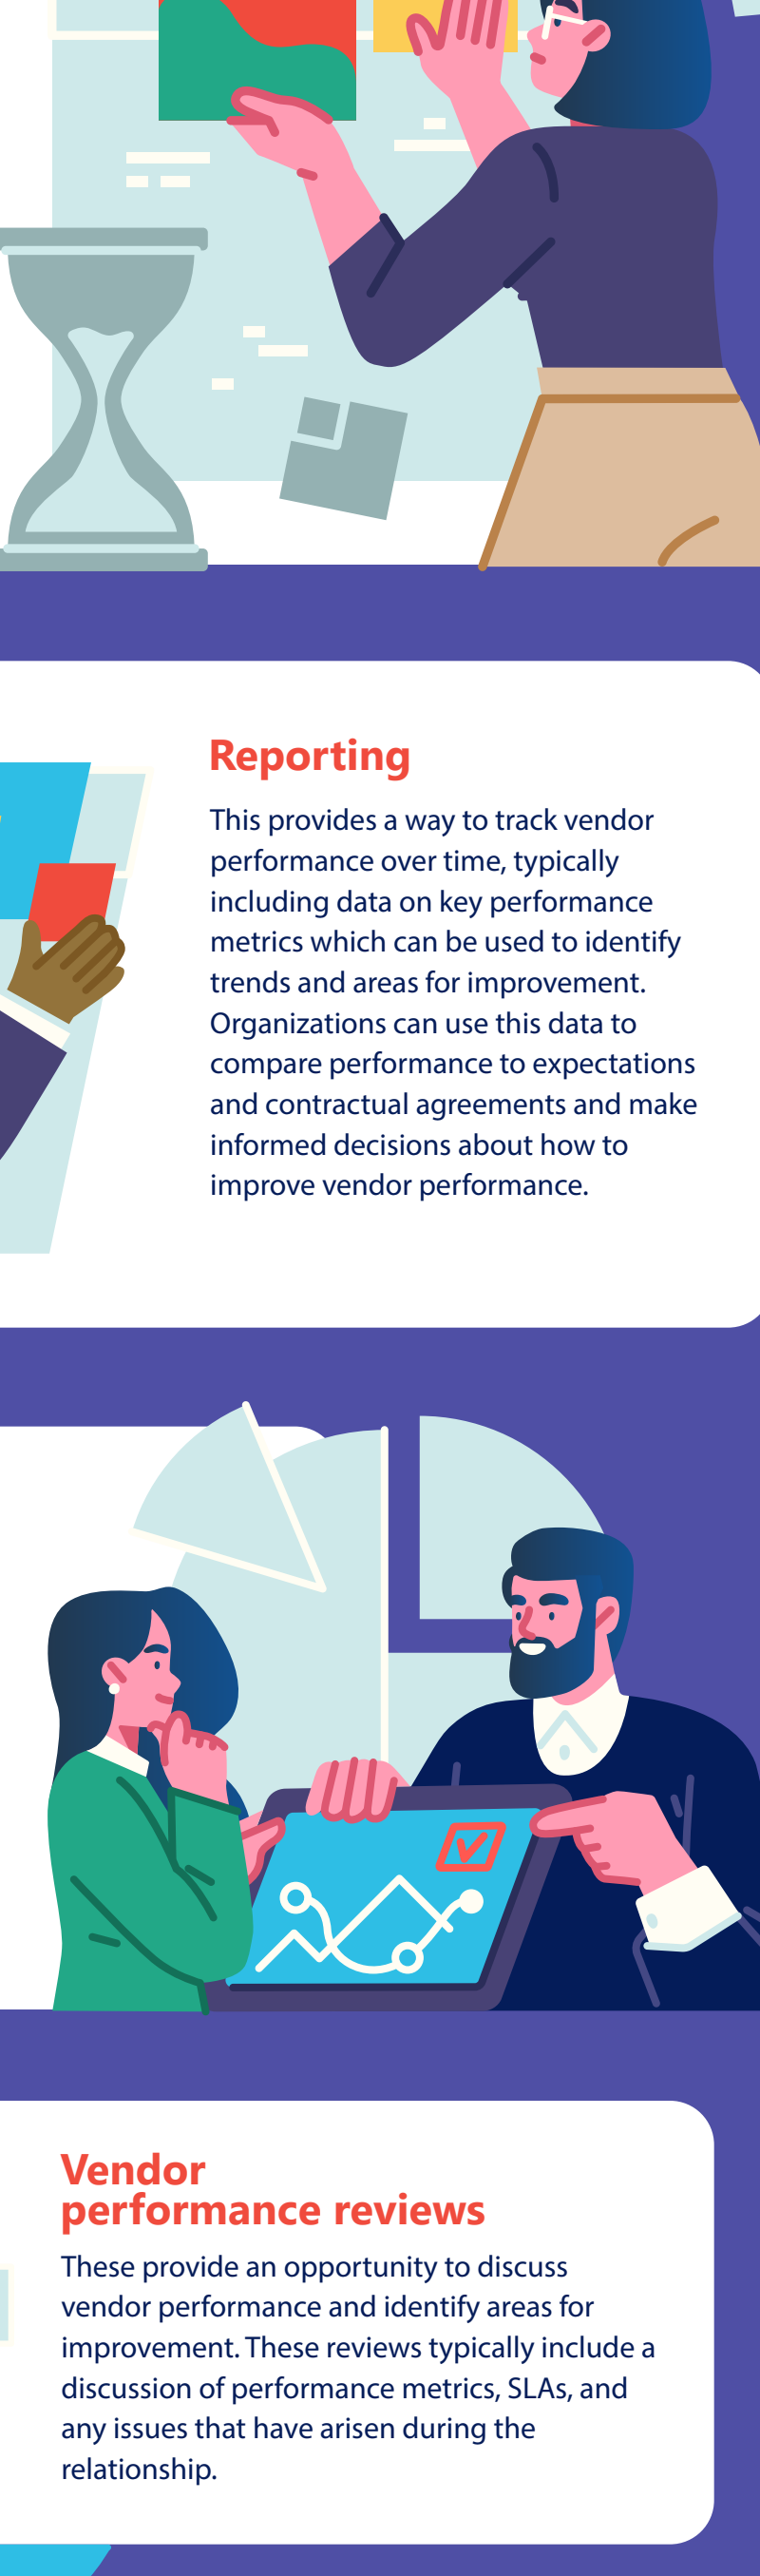 Reporting
This provides a way to track vendor
performance over time, typically
including data on key performance
metrics which can be used to identify
trends and areas for improvement.
Organizations can use this data to
compare performance to expectations
and contractual agreements and make
informed decisions about how to
improve vendor performance.
Vendor
performance reviews
These provide an opportunity to discuss
vendor performance and identify areas for
improvement. These reviews typically include a
discussion of performance metrics, SLAs, and
any issues that have arisen during the
relationship.